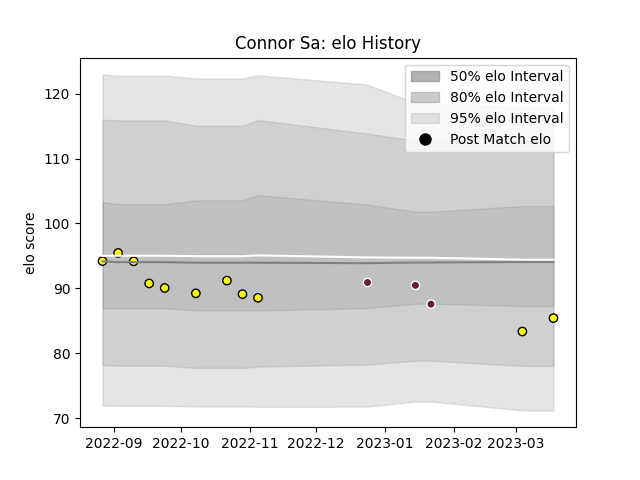 Connor Sa: elo History
50% elo Interval
80% elo Interval
95% elo Interval
Post Match elo
elo score
120
110
100
90
80
70
2022-09 2022-10 2022-11 2022-12 2023-01 2023-02 2023-03